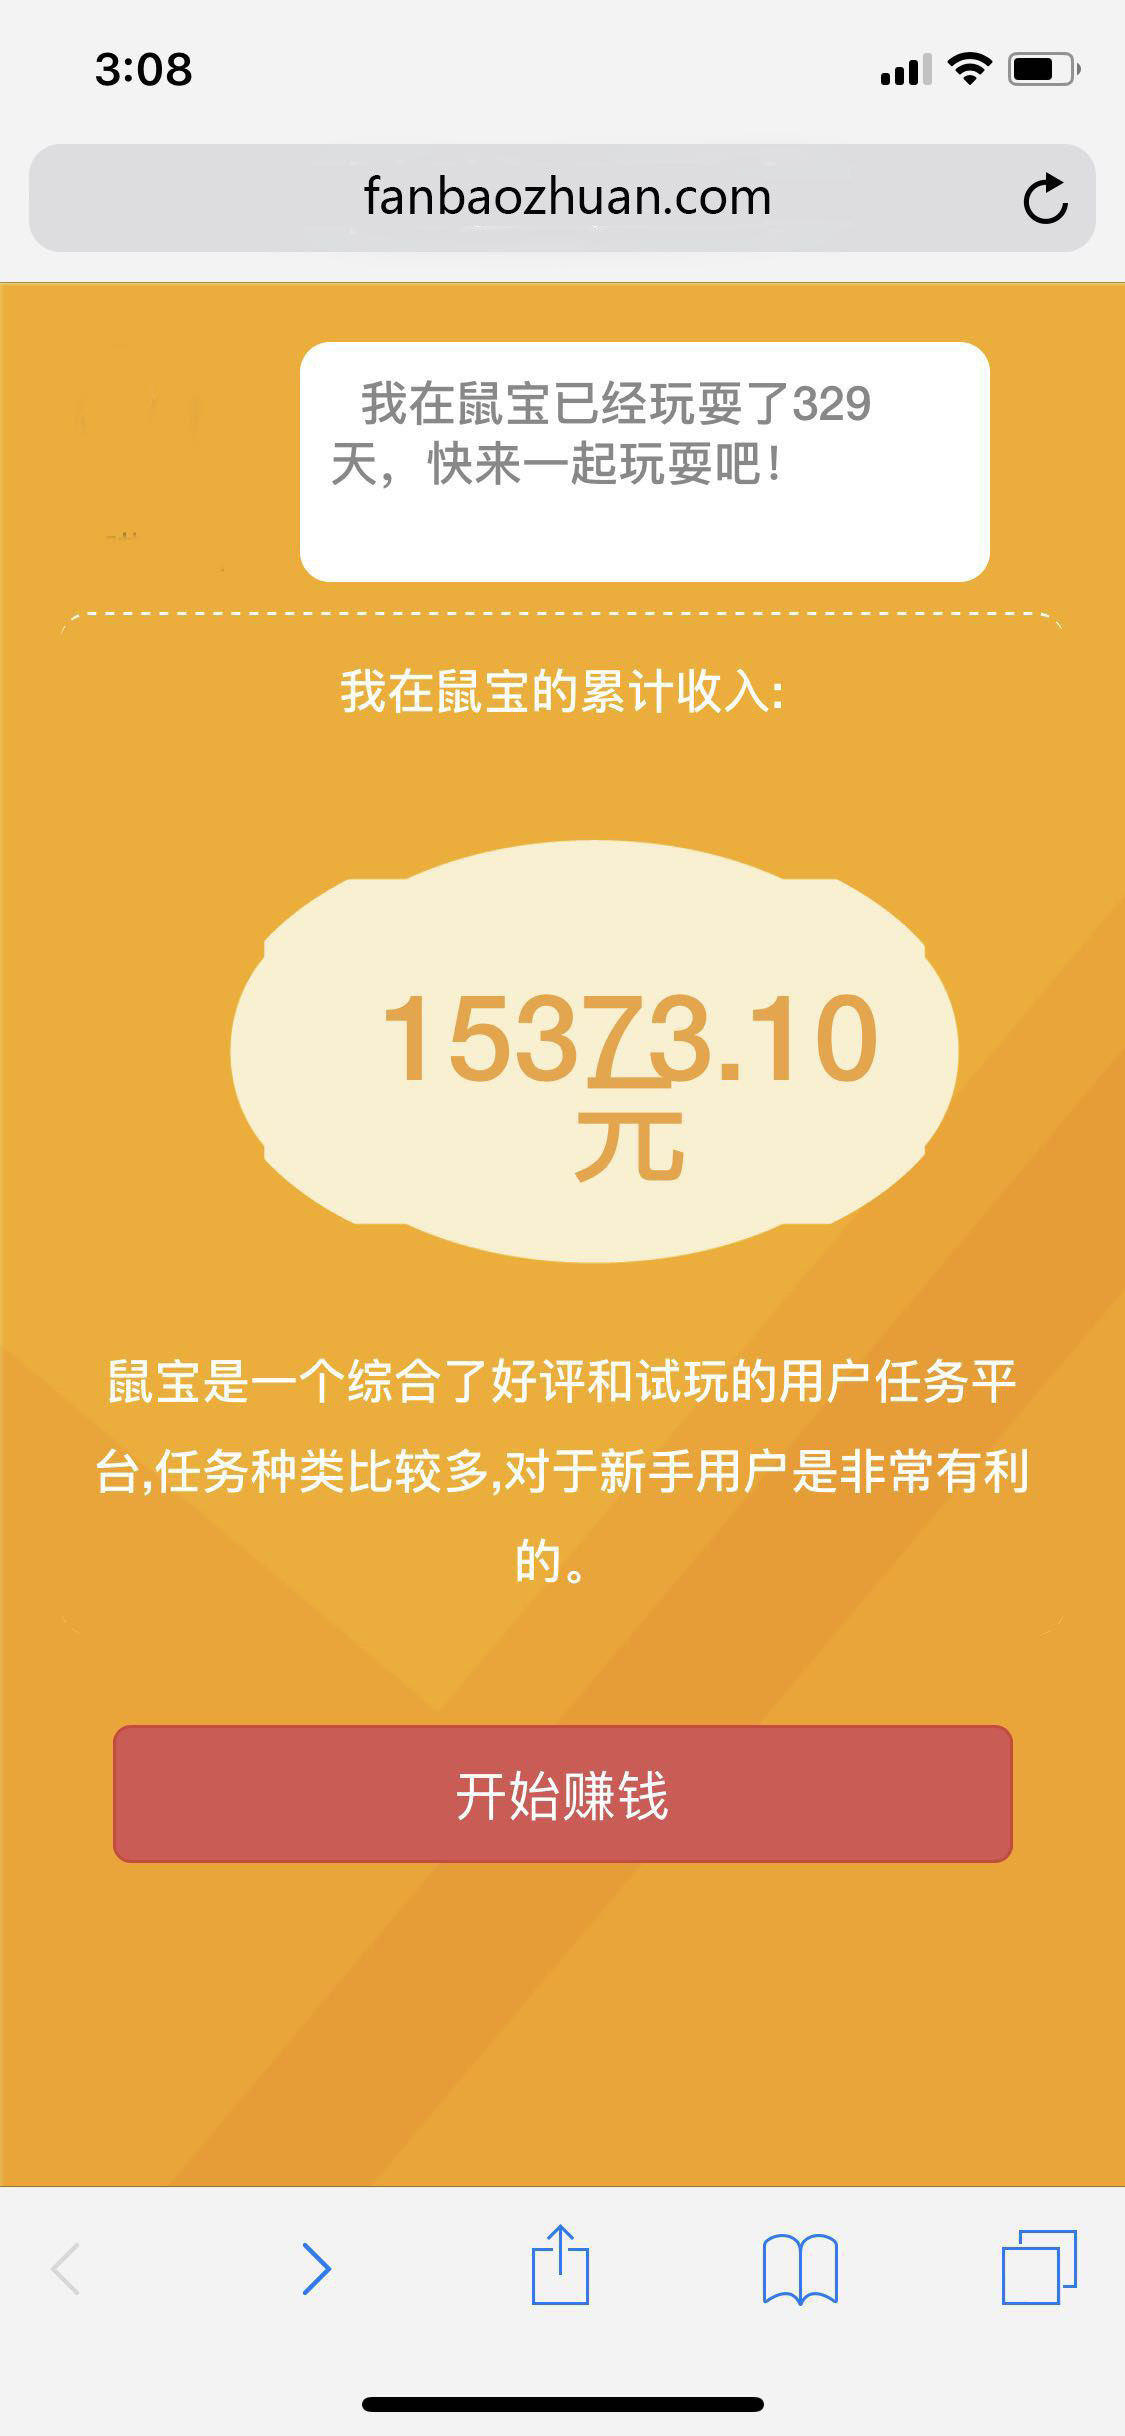 3:08
fanbaozhuan.com
我在鼠宝已经玩耍了329
天，快来一起玩耍吧！
我在鼠宝的累计收入:
15373.10
元
鼠宝是一个综合了好评和试玩的用户任务平
台,任务种类比较多,对于新手用户是非常有利
的。
开始赚钱